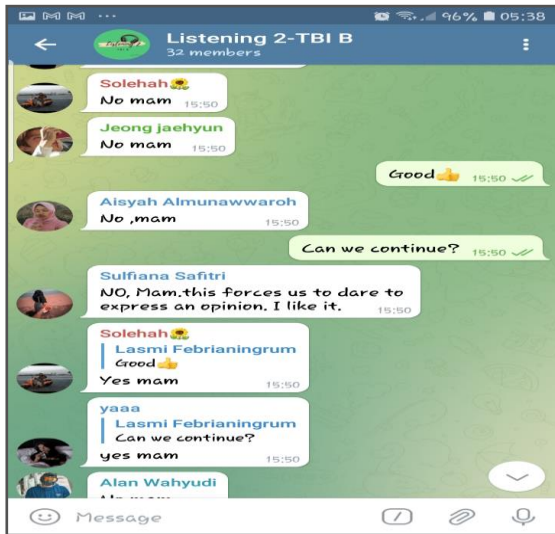 96% 05:38
Listening 2-TBI B
32 members
Solehah🌻
No mam 15:50
Jeong jaehyun
No mam 15:50
Good👍 15:50
Aisyah Almunawwaroh
No ,mam 15:50
Can we continue? 15:50
Sulfiana Safitri
NO, Mam.this forces us to dare to
express an opinion. I like it. 15:50
Solehah🌻
Lasmi Febrianingrum
Good👍
Yes mam 15:50
yaaa
Lasmi Febrianingrum
Can we continue?
yes mam 15:50
Alan Wahyudi
Message